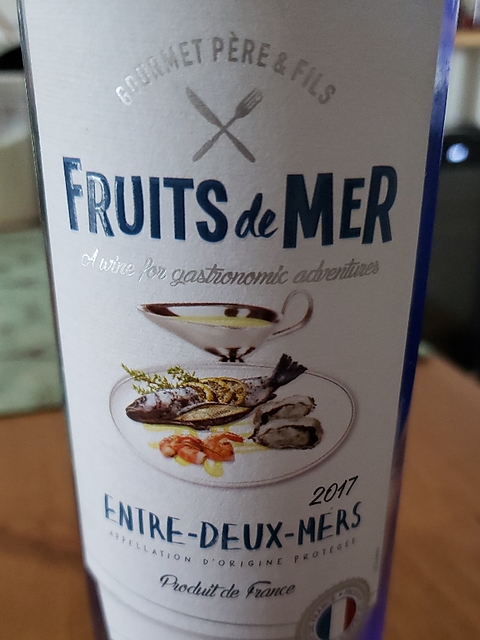 GOURMET PÈRE & FILS
FRUITS de MER
A wine for gastronomic adventures
2017
ENTRE-DEUX-MERS
APPELLATION D'ORIGINE PROTÉGÉE
Produit de France